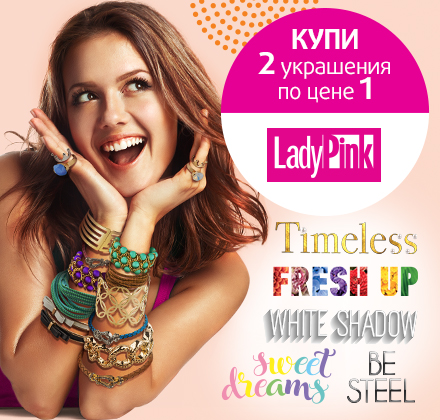 КУПИ
2 украшения
по цене 1
LadyPink
Timeless
FRESH UP
WHITE SHADOW
sweet
dreams
BE
STEEL